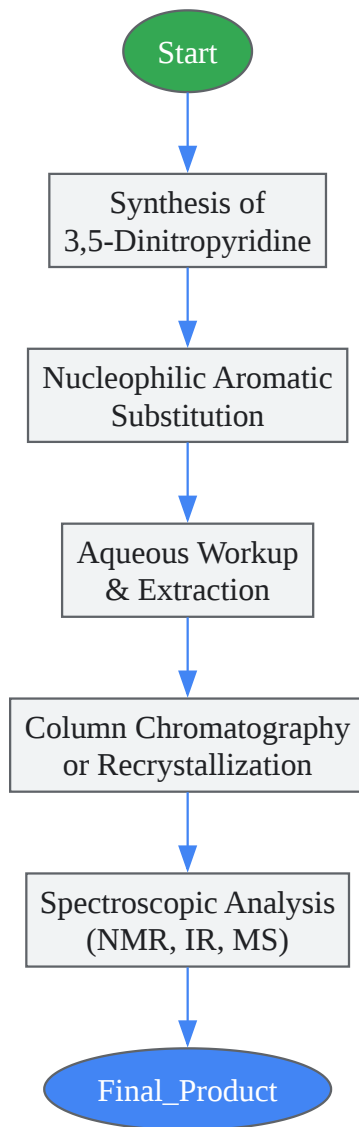 Start
Synthesis of
3,5-Dinitropyridine
Nucleophilic Aromatic
Substitution
Aqueous Workup
& Extraction
Column Chromatography
or Recrystallization
Spectroscopic Analysis
(NMR, IR, MS)
Final_Product